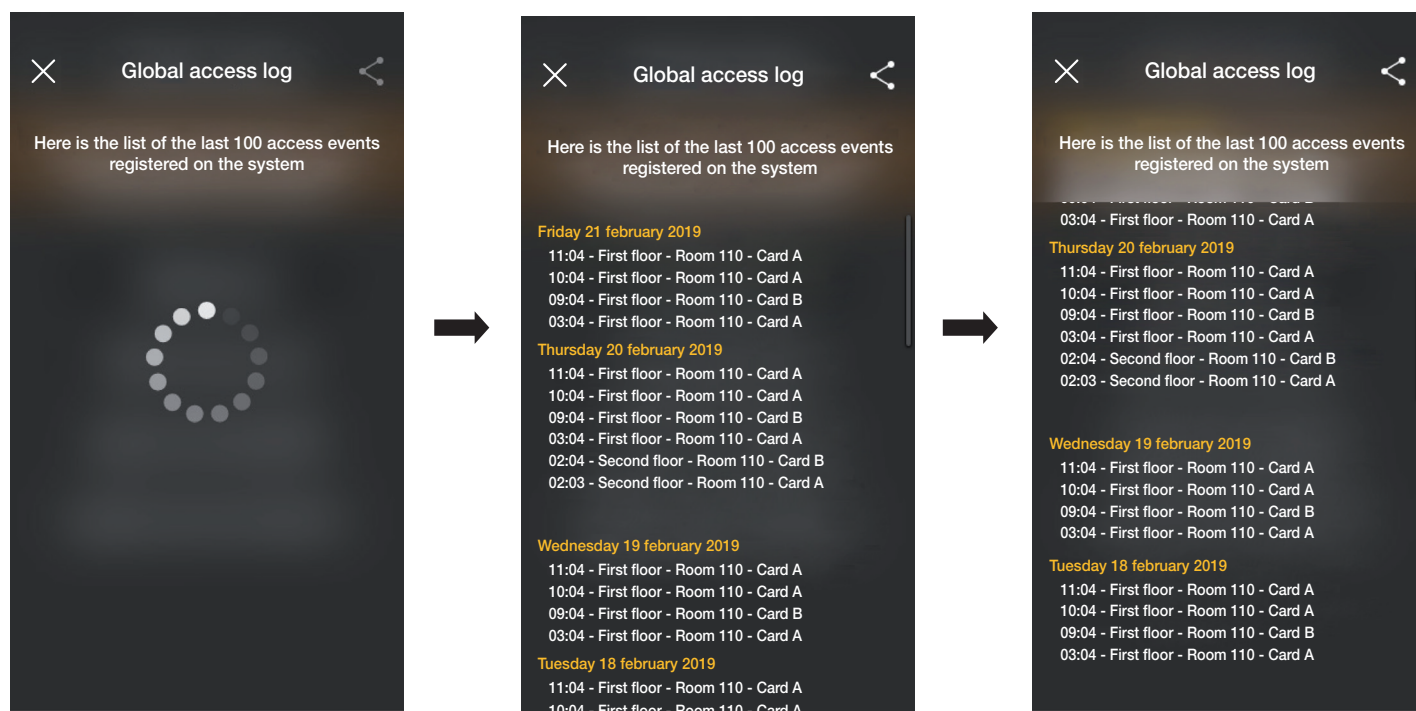 Global access log
Here is the list of the last 100 access events
registered on the system
Global access log
Here is the list of the last 100 access events
registered on the system
Friday 21 february 2019
11:04 - First floor - Room 110 - Card A
10:04 - First floor - Room 110 - Card A
09:04 - First floor - Room 110 - Card B
03:04 - First floor - Room 110 - Card A
Thursday 20 february 2019
11:04 - First floor - Room 110 - Card A
10:04 - First floor - Room 110 - Card A
09:04 - First floor - Room 110 - Card B
03:04 - First floor - Room 110 - Card A
02:04 - Second floor - Room 110 - Card B
02:03 - Second floor - Room 110 - Card A
Wednesday 19 february 2019
11:04 - First floor - Room 110 - Card A
10:04 - First floor - Room 110 - Card A
09:04 - First floor - Room 110 - Card B
03:04 - First floor - Room 110 - Card A
Tuesday 18 february 2019
11:04 - First floor - Room 110 - Card A
10:04 - First floor - Room 110 - Card A
Global access log
Here is the list of the last 100 access events
registered on the system
03:04 - First floor - Room 110 - Card A
Thursday 20 february 2019
11:04 - First floor - Room 110 - Card A
10:04 - First floor - Room 110 - Card A
09:04 - First floor - Room 110 - Card B
03:04 - First floor - Room 110 - Card A
02:04 - Second floor - Room 110 - Card B
02:03 - Second floor - Room 110 - Card A
Wednesday 19 february 2019
11:04 - First floor - Room 110 - Card A
10:04 - First floor - Room 110 - Card A
09:04 - First floor - Room 110 - Card B
03:04 - First floor - Room 110 - Card A
Tuesday 18 february 2019
11:04 - First floor - Room 110 - Card A
10:04 - First floor - Room 110 - Card A
09:04 - First floor - Room 110 - Card B
03:04 - First floor - Room 110 - Card A